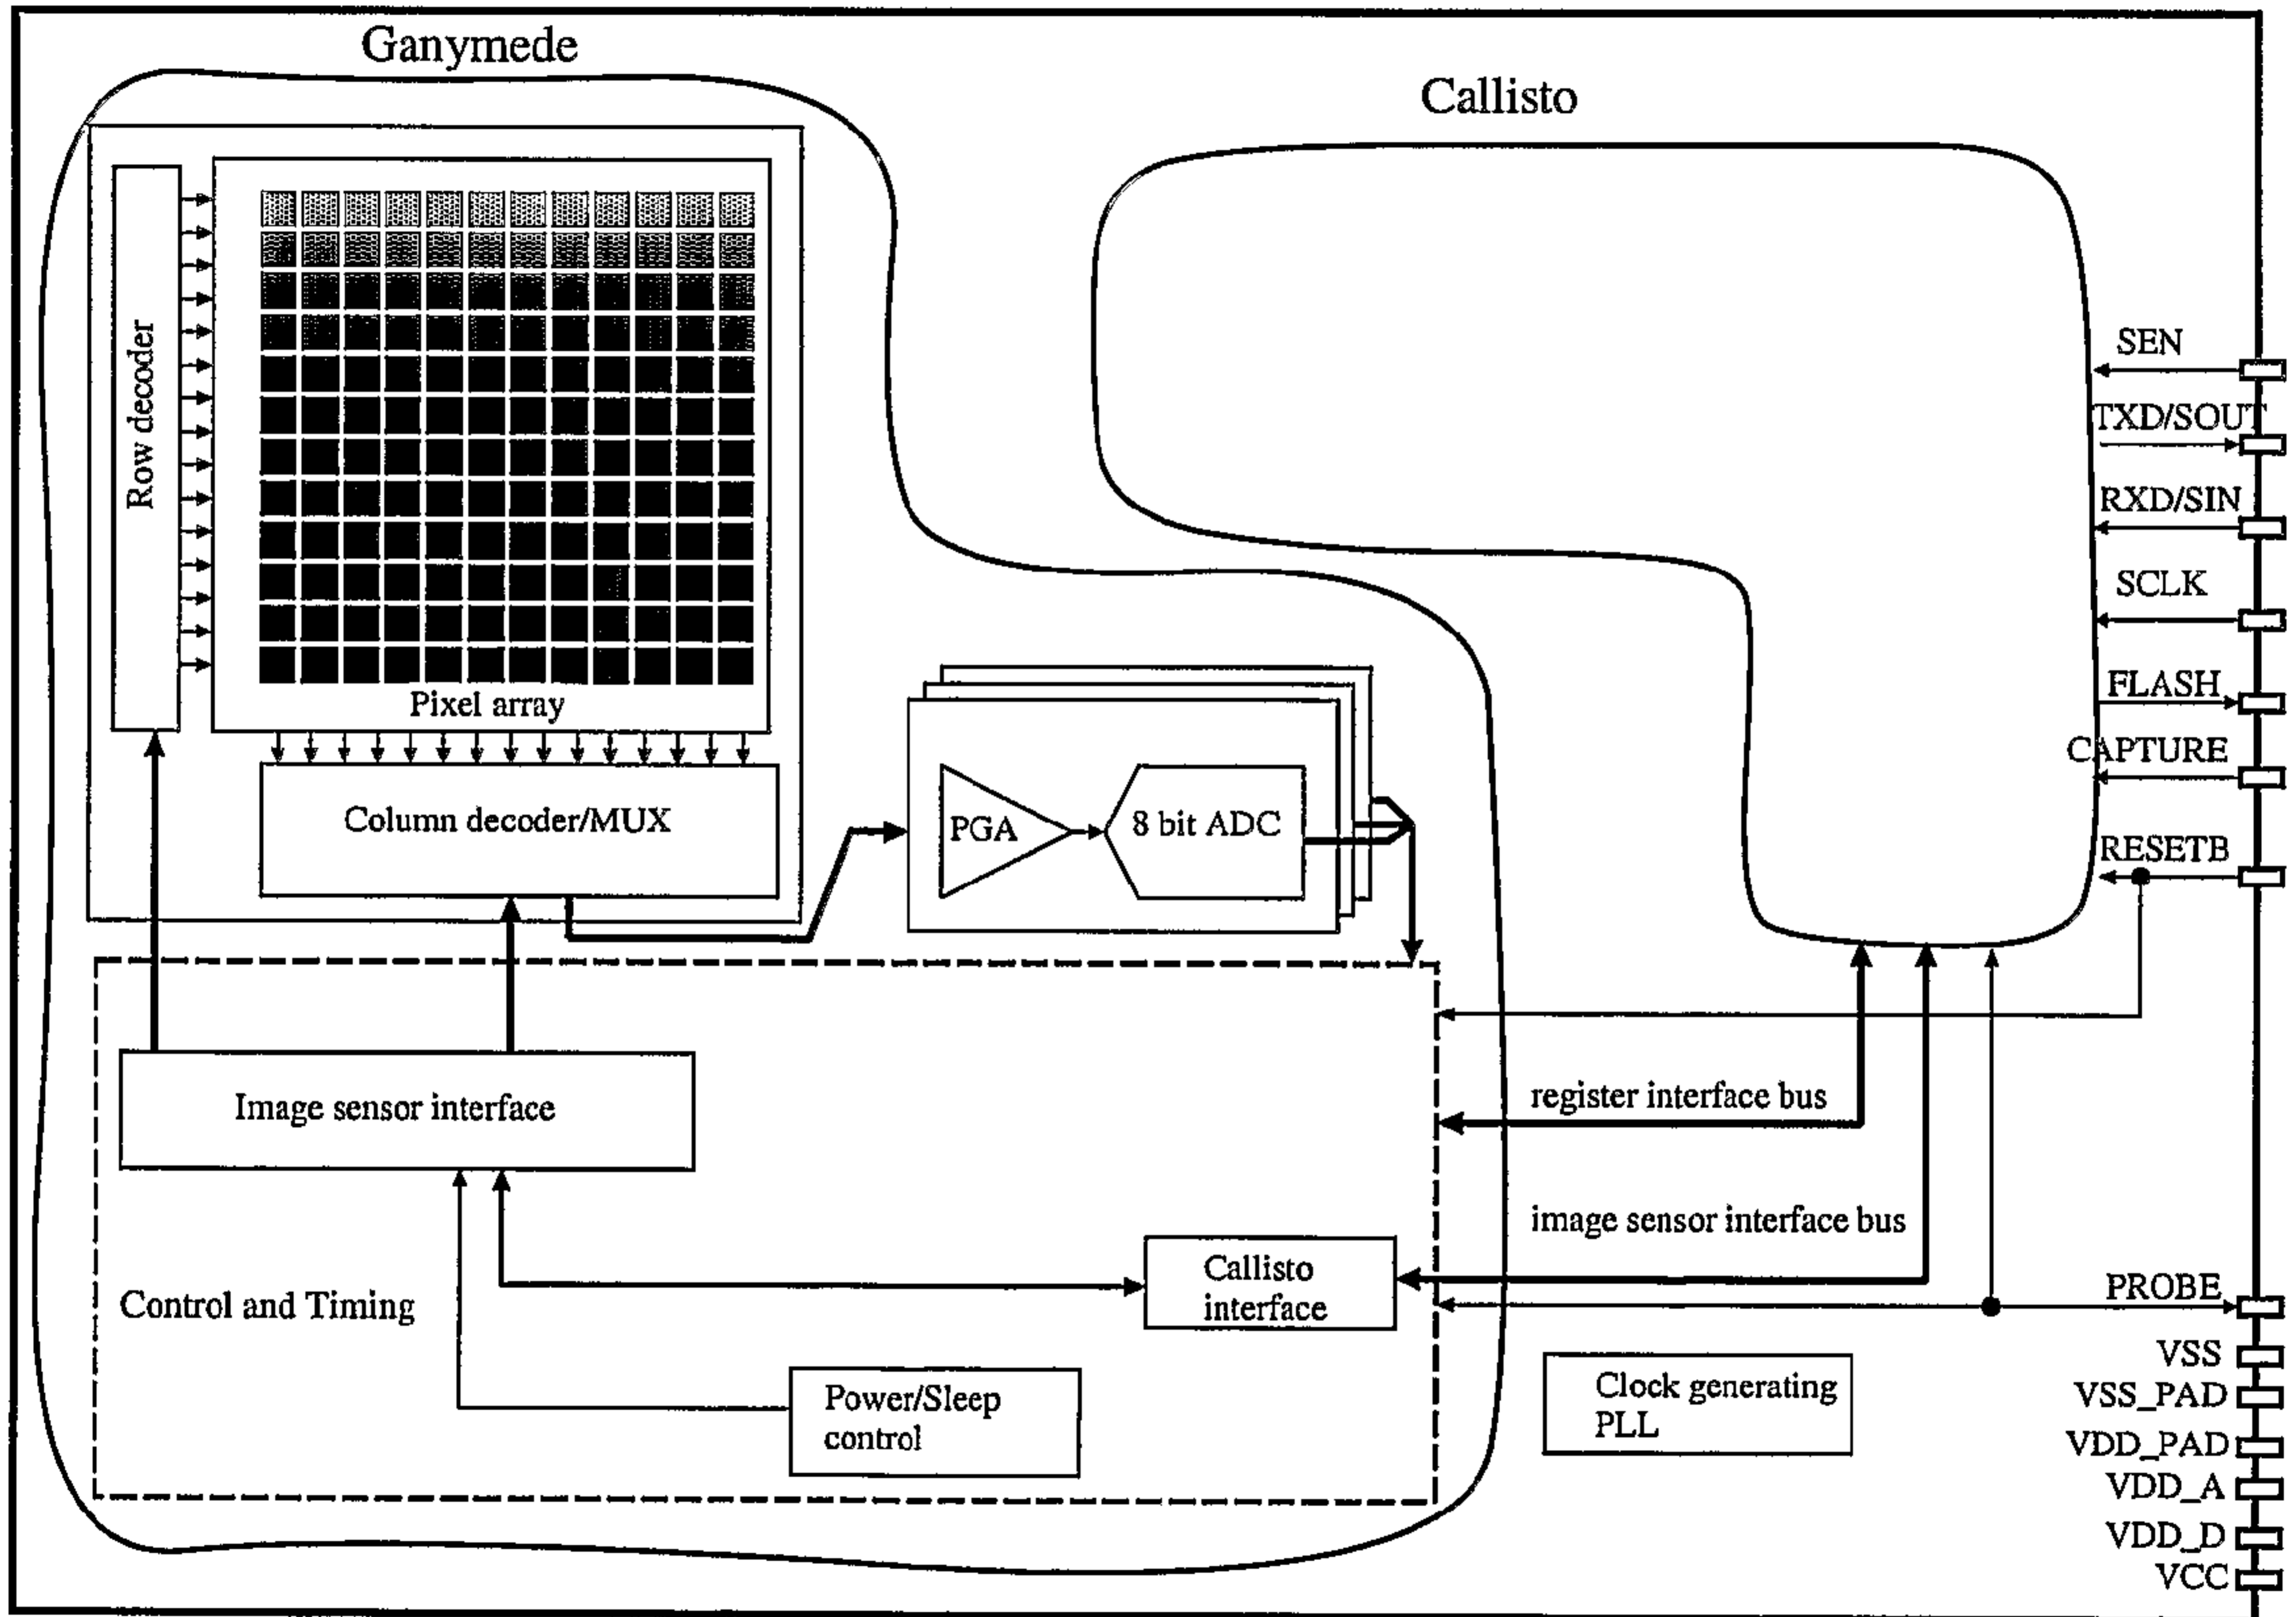 Ganymede
Callisto
Row decoder
Pixel array
Column decoder/MUX
PGA
8 bit ADC
SEN
TXD/SOUT
RXD/SIN
SCLK
FLASH
CAPTURE
RESETB
Image sensor interface
register interface bus
image sensor interface bus
Callisto
interface
Control and Timing
Power/Sleep
control
Clock generating
PLL
PROBE
VSS
VSS_PAD
VDD_PAD
VDD_A
VDD_D
VCC